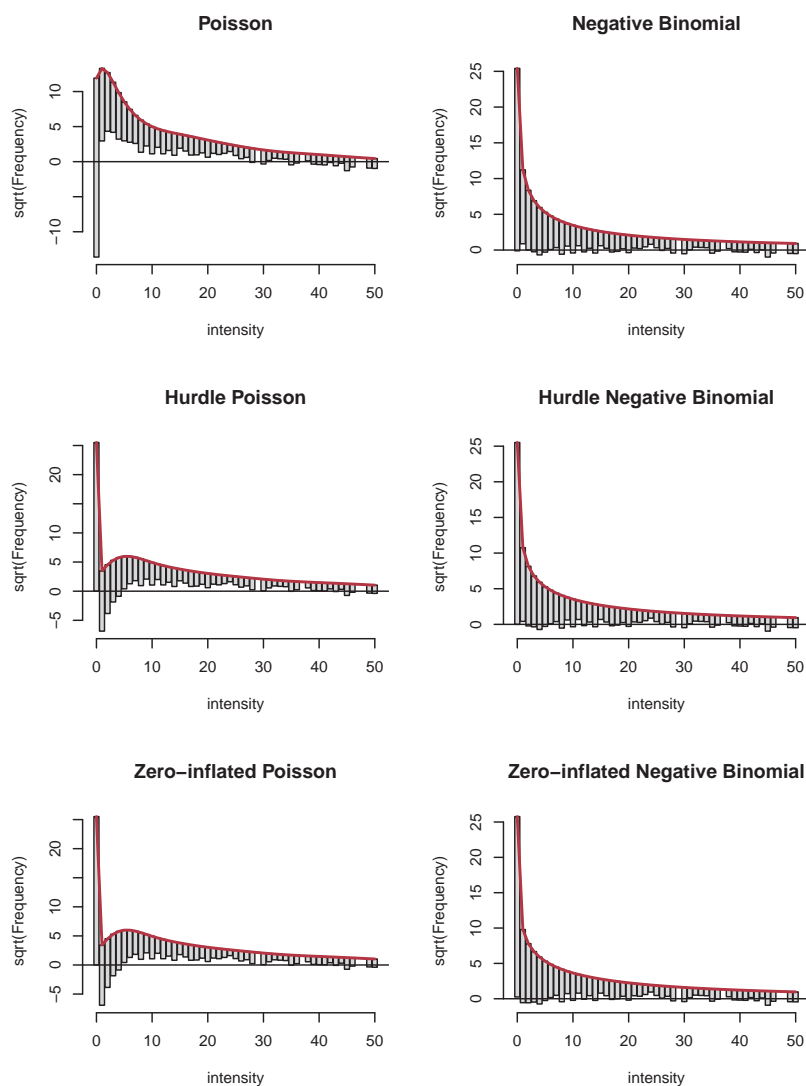 Poisson
sqrt(Frequency)
10
5
0
−10
0 10 20 30 40 50
intensity
Negative Binomial
sqrt(Frequency)
25
20
15
10
5
0
0 10 20 30 40 50
intensity
Hurdle Poisson
sqrt(Frequency)
20
10
5
0
−5
0 10 20 30 40 50
intensity
Hurdle Negative Binomial
sqrt(Frequency)
25
20
15
10
5
0
0 10 20 30 40 50
intensity
Zero−inflated Poisson
sqrt(Frequency)
20
10
5
0
−5
0 10 20 30 40 50
intensity
Zero−inflated Negative Binomial
sqrt(Frequency)
25
20
15
10
5
0
0 10 20 30 40 50
intensity